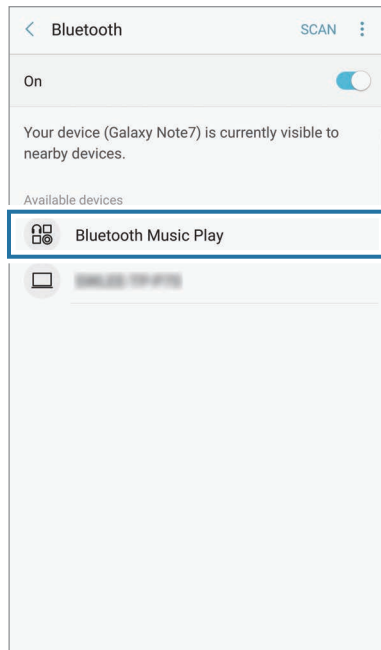 Bluetooth SCAN
On
Your device (Galaxy Note7) is currently visible to
nearby devices.
Available devices
Bluetooth Music Play